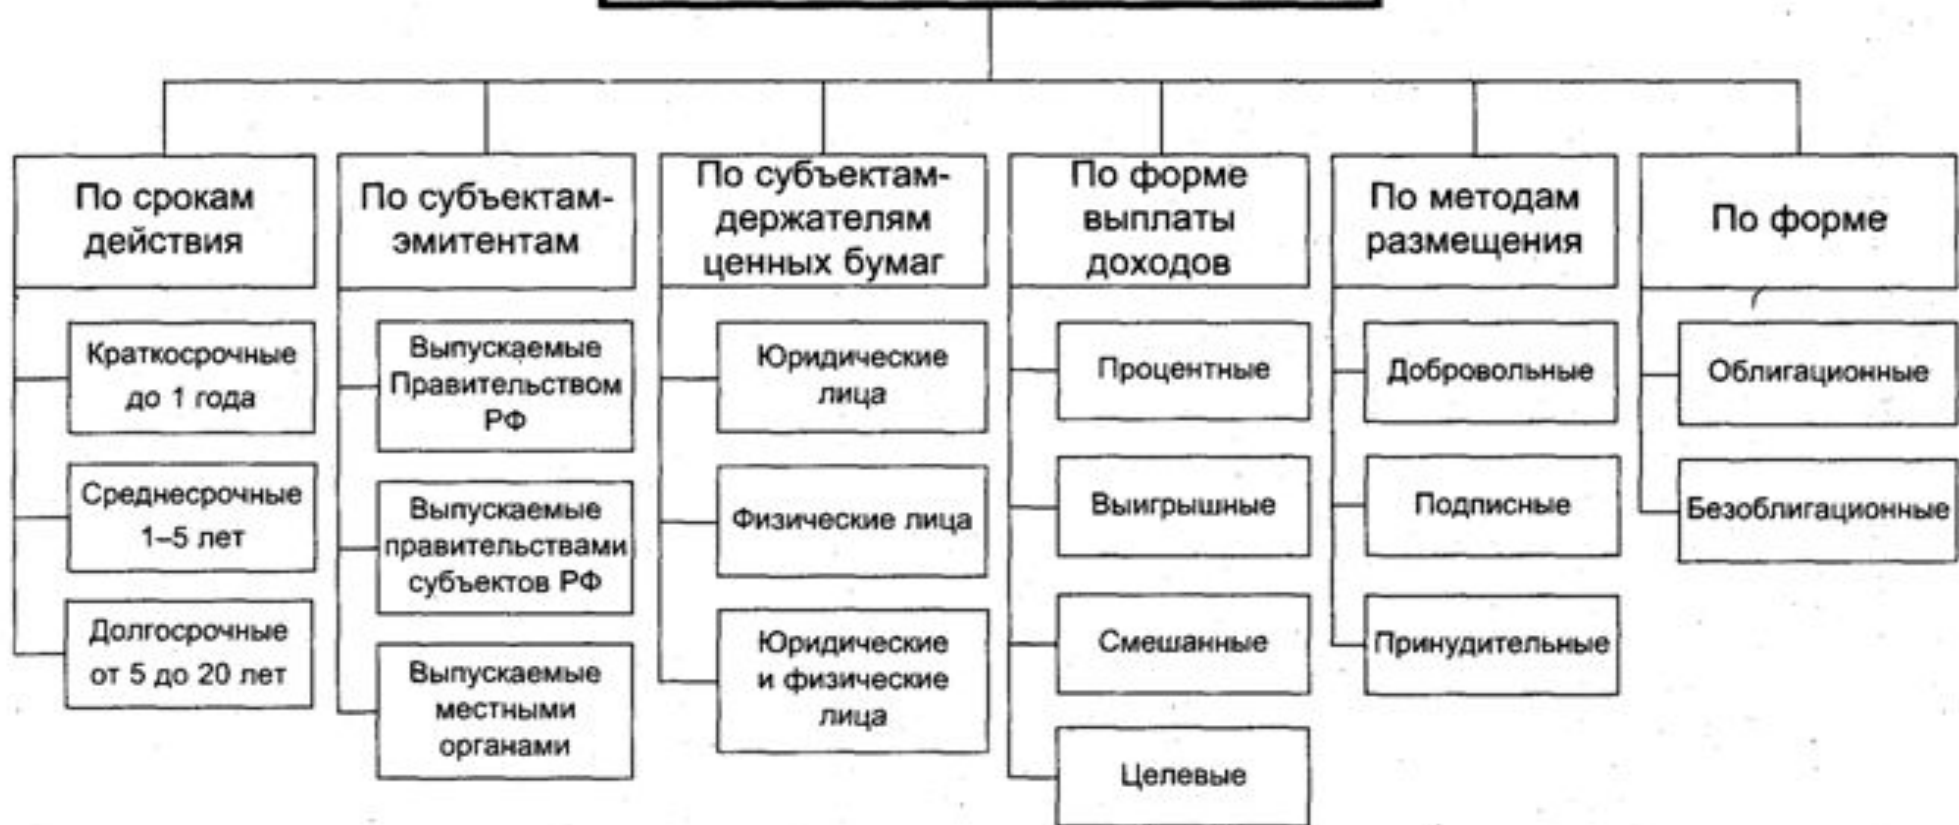 По срокам
действия
Краткосрочные
до 1 года
Среднесрочные
1–5 лет
Долгосрочные
от 5 до 20 лет
По субъектам-
эмитентам
Выпускаемые
Правительством
РФ
Выпускаемые
правительствами
субъектов РФ
Выпускаемые
местными
органами
По субъектам-
держателям
ценных бумаг
Юридические
лица
Физические лица
Юридические
и физические
лица
По форме
выплаты
доходов
Процентные
Выигрышные
Смешанные
Целевые
По методам
размещения
Добровольные
Подписные
Принудительные
По форме
Облигационные
Безоблигационные